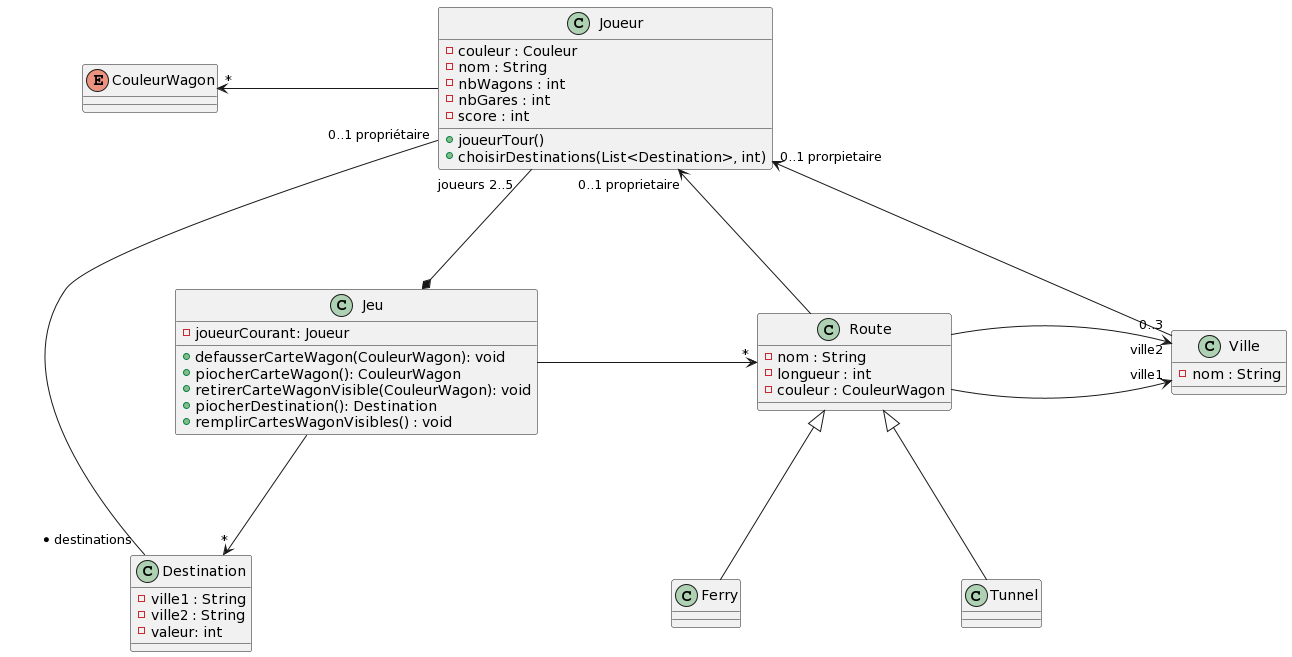 C Joueur
couleur : Couleur
nom : String
nbWagons : int
nbGares : int
score : int
joueurTour()
choisirDestinations(List<Destination>, int)
E CouleurWagon
*
0..1 propriétaire
joueurs 2..5
0..1 proprietaire
0..1 prorpietaire
C Jeu
joueurCourant: Joueur
defausserCarteWagon(CouleurWagon): void
piocherCarteWagon(): CouleurWagon
retirerCarteWagonVisible(CouleurWagon): void
piocherDestination(): Destination
remplirCartesWagonVisibles() : void
*
C Route
nom : String
longueur : int
couleur : CouleurWagon
0..3
ville2
ville1
C Ville
nom : String
• destinations
*
C Destination
ville1 : String
ville2 : String
valeur: int
C Ferry
C Tunnel